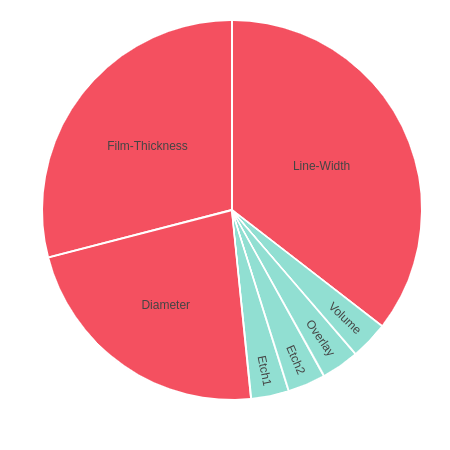 Film-Thickness
Line-Width
Diameter
Volume
Overlay
Etch2
Etch1